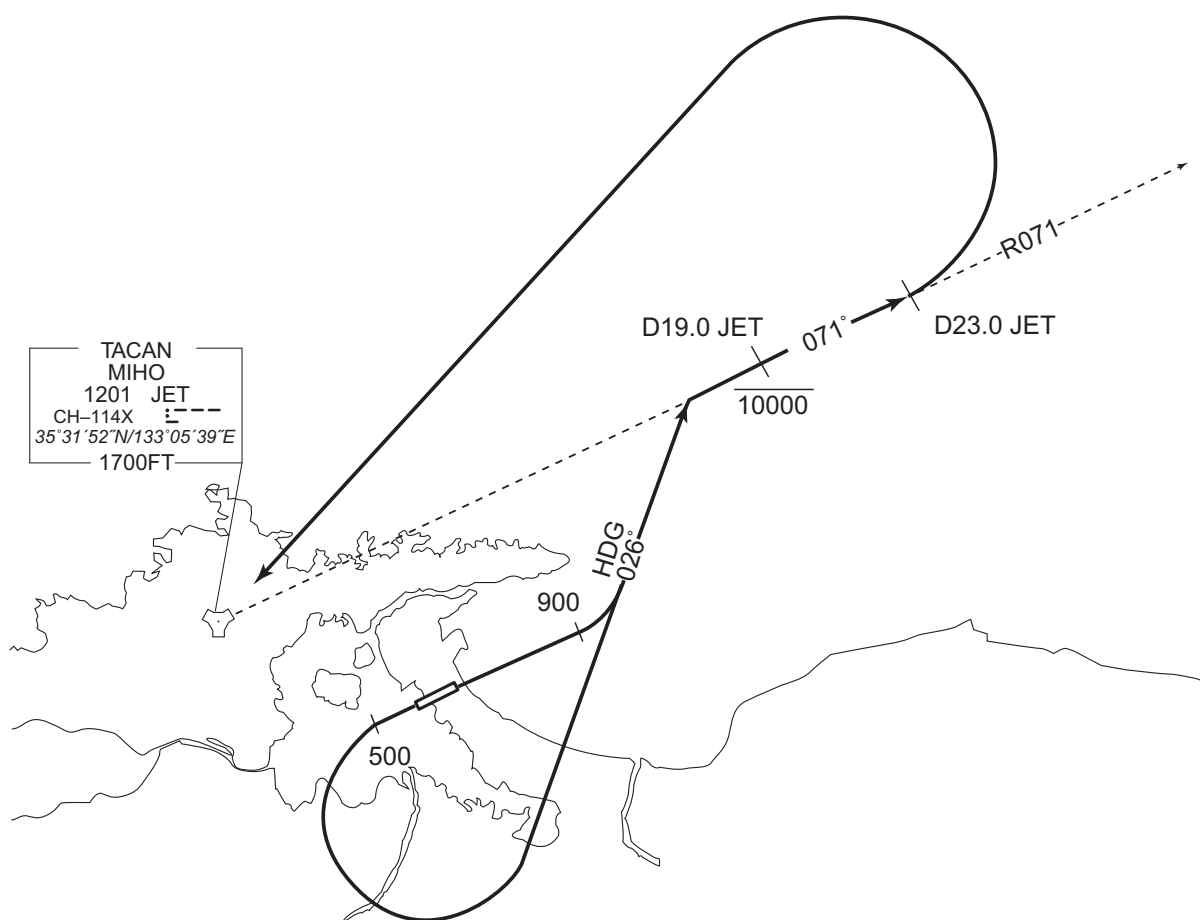 R071
D19.0 JET
071°
D23.0 JET
10000
TACAN
MIHO
1201 JET
CH–114X
35°31´52˝N/133°05´39˝E
1700FT
HDG
026°
900
500